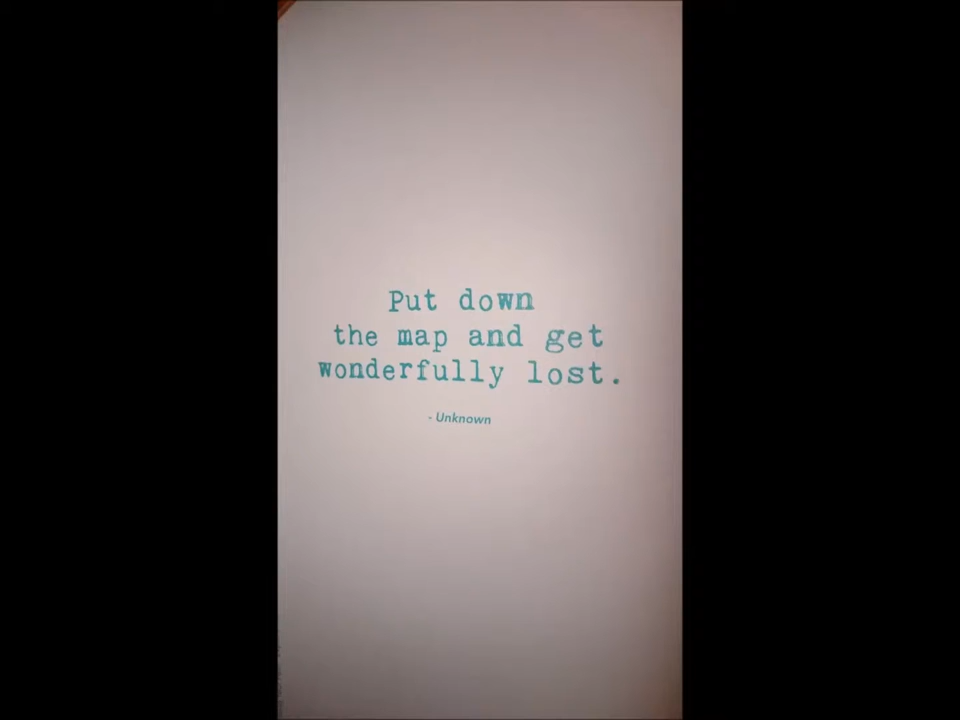 Put down
the map and get
wonderfully lost.
- Unknown